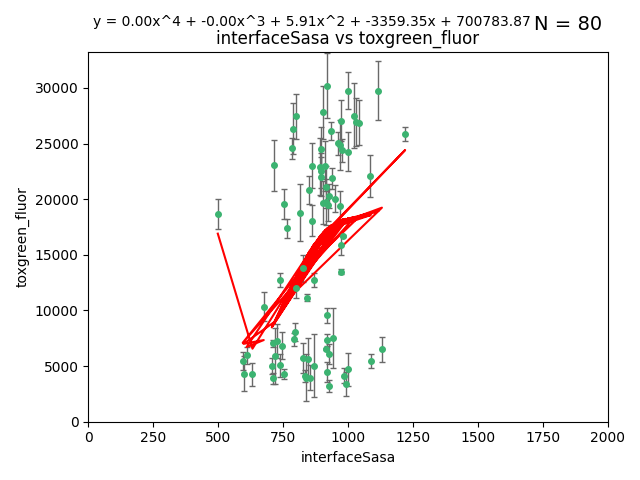 y = 0.00x^4 + -0.00x^3 + 5.91x^2 + -3359.35x + 700783.87 N = 80
interfaceSasa vs toxgreen_fluor
30000
25000
20000
15000
10000
5000
0
toxgreen_fluor
0 250 500 750 1000 1250 1500 1750 2000
interfaceSasa